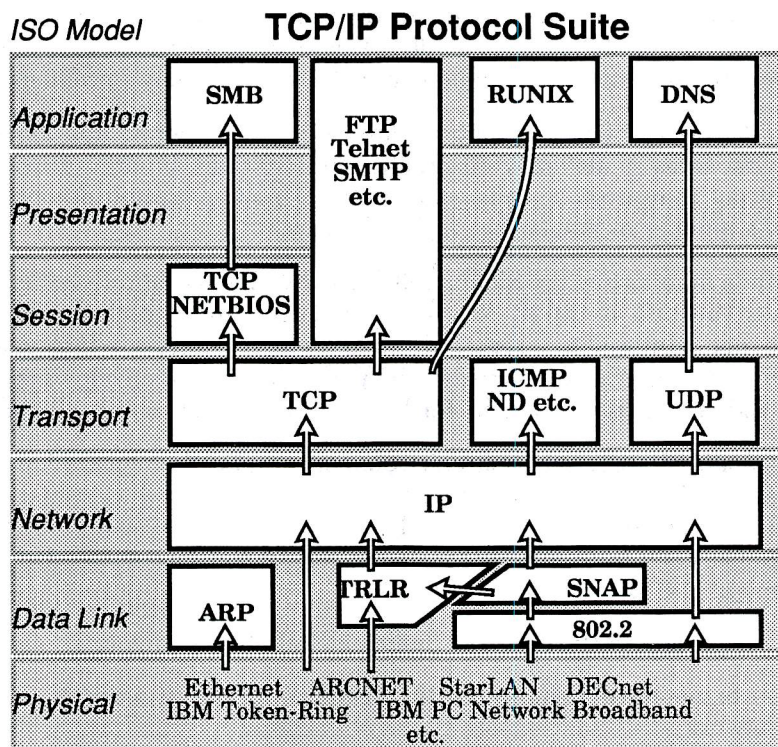 ISO Model TCP/IP Protocol Suite
Application
SMB
FTP
Telnet
SMTP
etc.
RUNIX
DNS
Presentation
Session
TCP
NETBIOS
Transport
TCP
ICMP
ND etc.
UDP
Network
IP
Data Link
ARP
TRLR
SNAP
802.2
Physical
Ethernet ARCNET StarLAN DECnet
IBM Token-Ring IBM PC Network Broadband
etc.